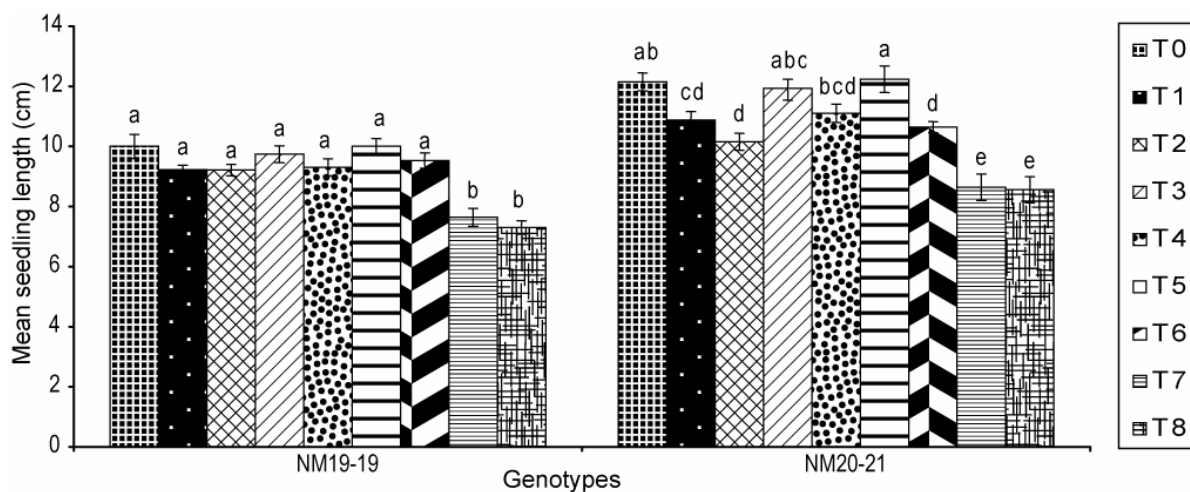 14
12
10
8
6
4
2
0
Mean seedling length (cm)
a a a a a a a b b
ab cd d abc bcd a d e e
NM19-19 NM20-21
Genotypes
T0
T1
T2
T3
T4
T5
T6
T7
T8